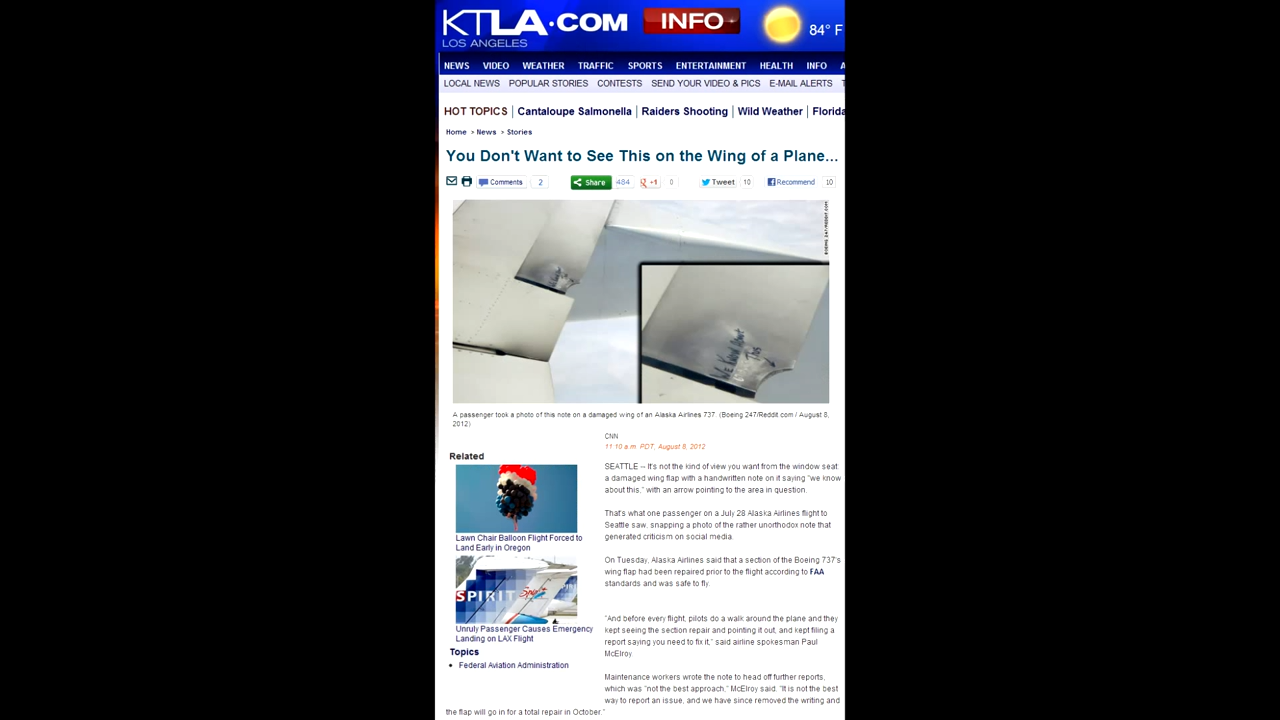 KTLA.COM INFO 84° F
LOS ANGELES
NEWS VIDEO WEATHER TRAFFIC SPORTS ENTERTAINMENT HEALTH INFO A
LOCAL NEWS POPULAR STORIES CONTESTS SEND YOUR VIDEO & PICS E-MAIL ALERTS T
HOT TOPICS | Cantaloupe Salmonella | Raiders Shooting | Wild Weather | Florida
Home > News > Stories
You Don't Want to See This on the Wing of a Plane...
Comments 2 Share 484 +1 0 Tweet 10 Recommend 10
BOEING 247/REDDIT.COM
WE KNOW ABOUT
THIS
A passenger took a photo of this note on a damaged wing of an Alaska Airlines 737. (Boeing 247/Reddit.com / August 8,
2012)
CNN
11:10 a.m. PDT, August 8, 2012
SEATTLE -- It's not the kind of view you want from the window seat
a damaged wing flap with a handwritten note on it saying "we know
about this," with an arrow pointing to the area in question.
That's what one passenger on a July 28 Alaska Airlines flight to
Seattle saw, snapping a photo of the rather unorthodox note that
generated criticism on social media.
On Tuesday, Alaska Airlines said that a section of the Boeing 737's
wing flap had been repaired prior to the flight according to FAA
standards and was safe to fly.
"And before every flight, pilots do a walk around the plane and they
kept seeing the section repair and pointing it out, and kept filing a
report saying you need to fix it," said airline spokesman Paul
McElroy
Maintenance workers wrote the note to head off further reports,
which was "not the best approach," McElroy said. "It is not the best
way to report an issue, and we have since removed the writing and
the flap will go in for a total repair in October."
Related
Lawn Chair Balloon Flight Forced to
Land Early in Oregon
SPIRIT Spirit
Unruly Passenger Causes Emergency
Landing on LAX Flight
Topics
Federal Aviation Administration